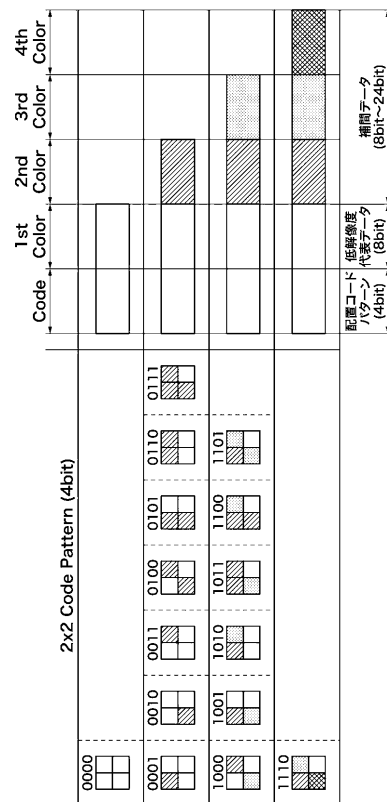 2x2 Code Pattern (4bit)
Code
1st
Color
2nd
Color
3rd
Color
4th
Color
0000
0001
0010
0011
0100
0101
0110
0111
1000
1001
1010
1011
1100
1101
1110
配置コード
パターン
(4bit)
低解像度
代表データ
(8bit)
補間データ
(8bit~24bit)